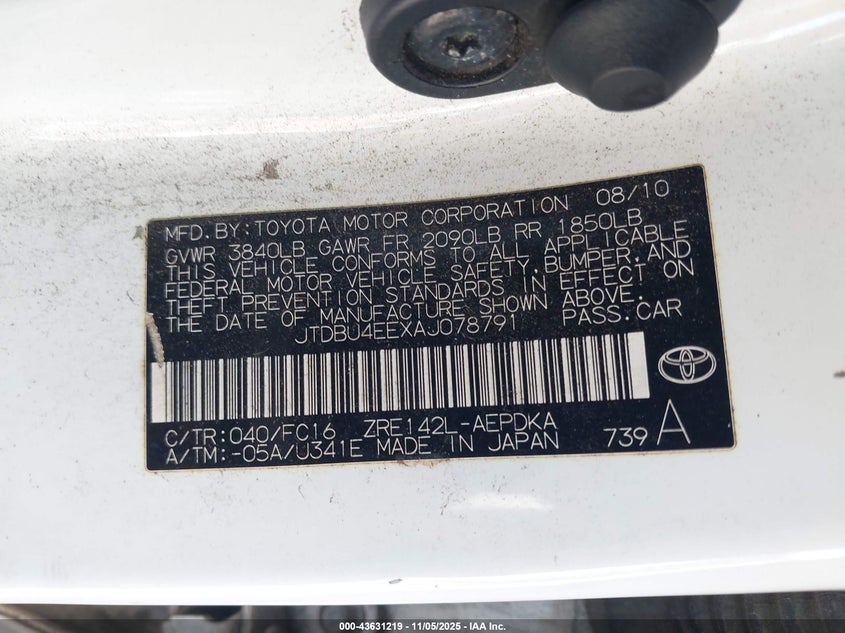 MFD. BY: TOYOTA MOTOR CORPORATION 08/10
GVWR 3840LB GAWR FR 2090LB RR 1850LB
THIS VEHICLE CONFORMS TO ALL APPLICABLE
FEDERAL MOTOR VEHICLE SAFETY, BUMPER, AND
THEFT PREVENTION STANDARDS IN EFFECT ON
THE DATE OF MANUFACTURE SHOWN ABOVE.
JTDBU4EEXAJ078791 PASS.CAR
C/TR: 040/FC16 ZRE142L-AEPDKA
A/TM: -05A/U341E MADE IN JAPAN 739 A
000-43631219 - 11/05/2025 - IAA Inc.